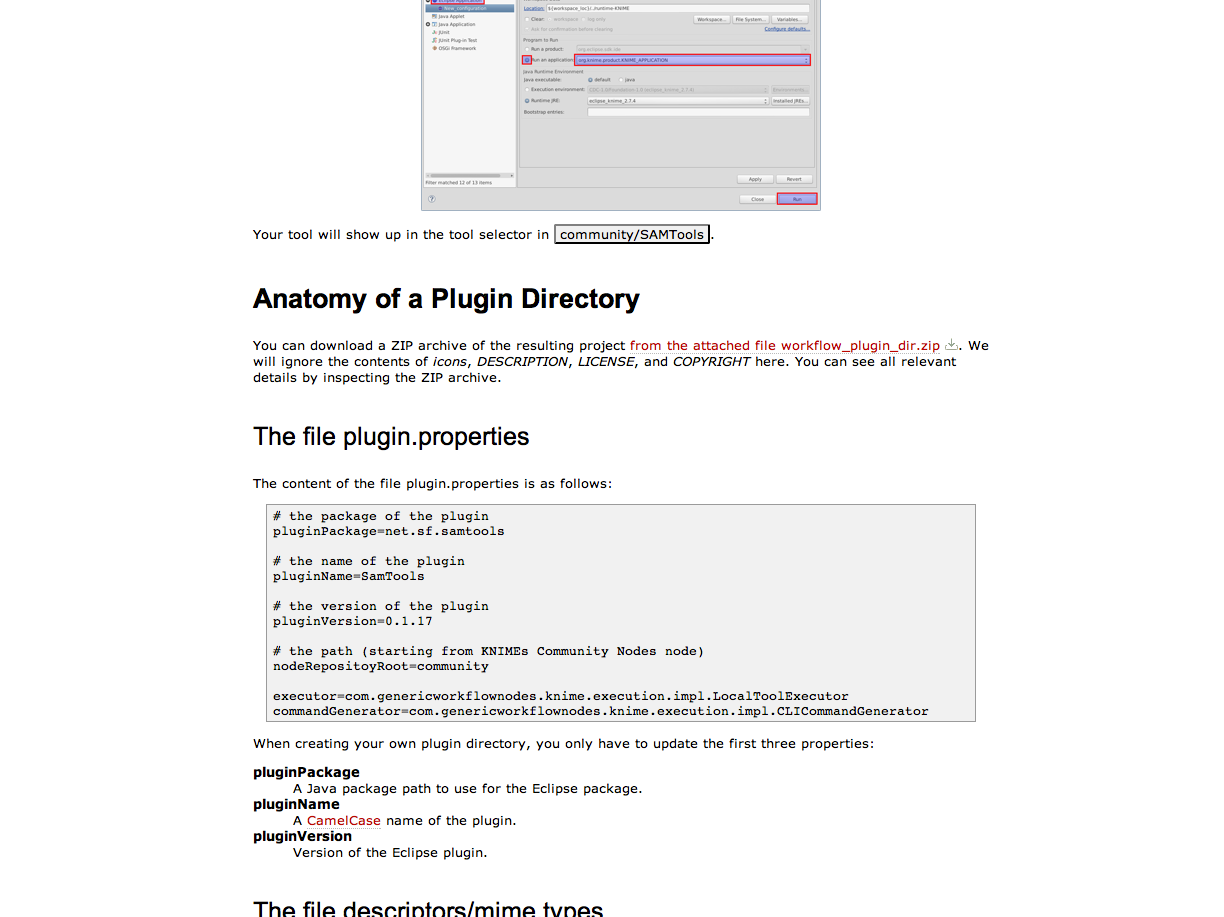 New_configuration
Java Applet
Java Application
JUnit
JUnit Plug-in Test
OSGi Framework
Filter matched 12 of 13 items
Location: ${workspace_loc}/../runtime-KNIME
Clear: workspace log only
Workspace... File System... Variables...
Ask for confirmation before clearing
Configure defaults...
Program to Run
Run a product:
Run an application: org.knime.product.KNIME_APPLICATION
Java Runtime Environment
Java executable: default java
Execution environment: Environments...
Runtime JRE: eclipse_knime_2.7.4 Installed JREs...
Bootstrap entries:
Apply Revert
Close Run
Your tool will show up in the tool selector in community/SAMTools.
Anatomy of a Plugin Directory
You can download a ZIP archive of the resulting project from the attached file workflow_plugin_dir.zip. We
will ignore the contents of icons, DESCRIPTION, LICENSE, and COPYRIGHT here. You can see all relevant
details by inspecting the ZIP archive.
The file plugin.properties
The content of the file plugin.properties is as follows:
# the package of the plugin
pluginPackage=net.sf.samtools
# the name of the plugin
pluginName=SamTools
# the version of the plugin
pluginVersion=0.1.17
# the path (starting from KNIMEs Community Nodes node)
nodeRepositoyRoot=community
executor=com.genericworkflownodes.knime.execution.impl.LocalToolExecutor
commandGenerator=com.genericworkflownodes.knime.execution.impl.CLICommandGenerator
When creating your own plugin directory, you only have to update the first three properties:
pluginPackage
A Java package path to use for the Eclipse package.
pluginName
A CamelCase name of the plugin.
pluginVersion
Version of the Eclipse plugin.
The file descriptors/mime.types